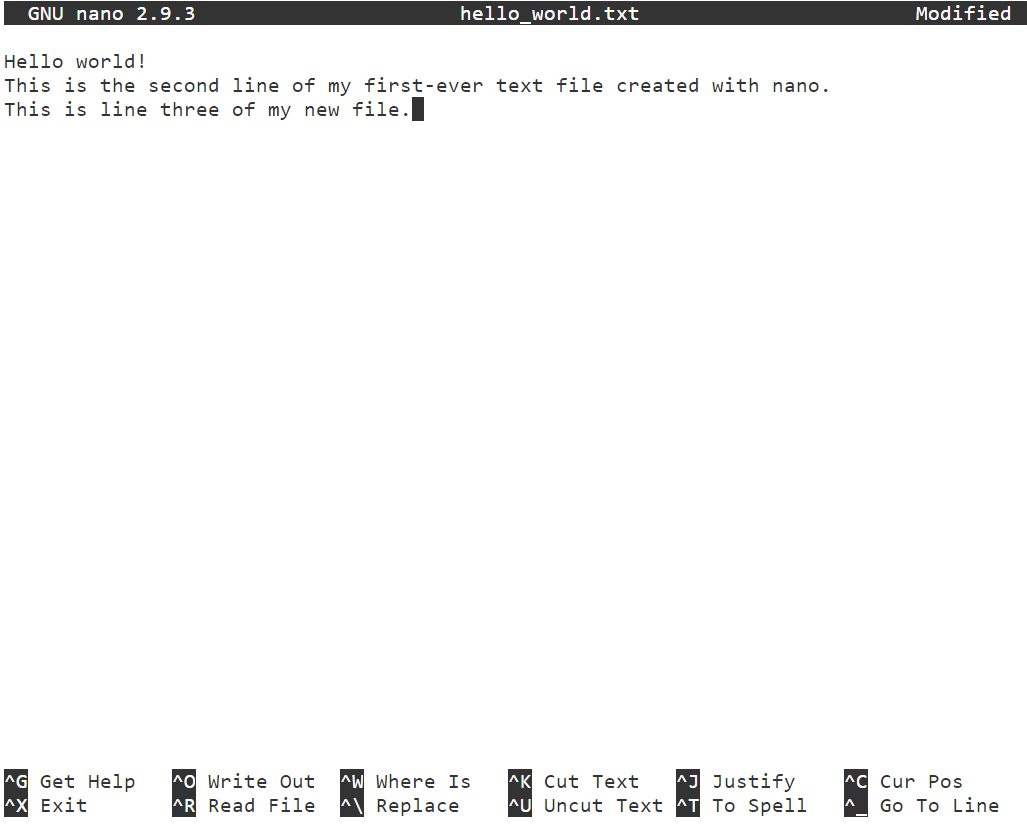 GNU nano 2.9.3 hello_world.txt Modified
Hello world!
This is the second line of my first-ever text file created with nano.
This is line three of my new file.
^G Get Help ^O Write Out ^W Where Is ^K Cut Text ^J Justify ^C Cur Pos
^X Exit ^R Read File ^\ Replace ^U Uncut Text ^T To Spell ^_ Go To Line